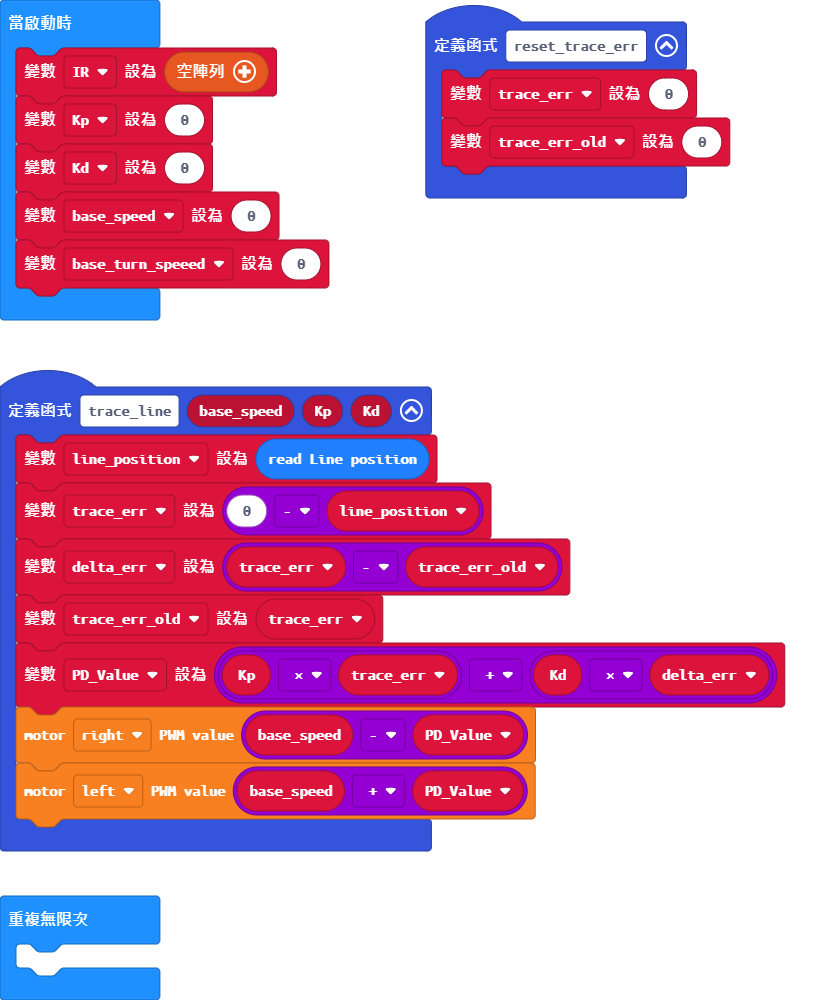 當啟動時
變數 IR 設為 空陣列
變數 Kp 設為 0
變數 Kd 設為 0
變數 base_speed 設為 0
變數 base_turn_speeed 設為 0
定義函式 reset_trace_err
變數 trace_err 設為 0
變數 trace_err_old 設為 0
定義函式 trace_line base_speed Kp Kd
變數 line_position 設為 read Line position
變數 trace_err 設為 0 - line_position
變數 delta_err 設為 trace_err - trace_err_old
變數 trace_err_old 設為 trace_err
變數 PD_Value 設為 Kp × trace_err + Kd × delta_err
motor right PWM value base_speed - PD_Value
motor left PWM value base_speed + PD_Value
重複無限次